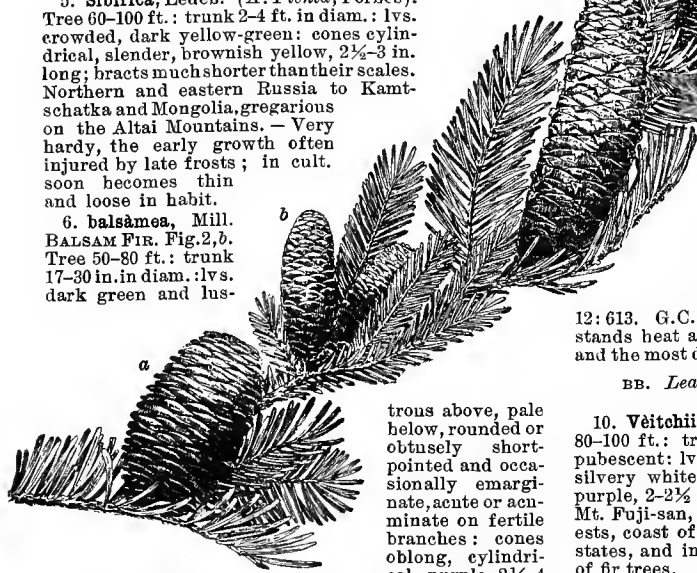 Tree 60-100 ft.: trunk 2-4 ft. in diam.: lvs.
crowded, dark yellow-green: cones cylin-
drical, slender, brownish yellow, 2½-3 in.
long; bracts much shorter than their scales.
Northern and eastern Russia to Kamt-
schatka and Mongolia, gregarious
on the Altai Mountains. — Very
hardy, the early growth often
injured by late frosts; in cult.
soon becomes thin
and loose in habit.
6. balsàmea, Mill.
BALSAM FIR. Fig. 2, b.
Tree 50-80 ft.: trunk
17-30 in. in diam.: lvs.
dark green and lus-
b
a
trous above, pale
below, rounded or
obtusely short-
pointed and occa-
sionally emargi-
nate, acute or acu-
minate on fertile
branches: cones
oblong, cylindri-
12: 613. G.C.
stands heat a
and the most
BB. Lea
10. Vèitchii
80-100 ft.: tr
pubescent: lv
silvery white
purple, 2-2½
Mt. Fuji-san,
ests, coast of
states, and in
of fir trees.